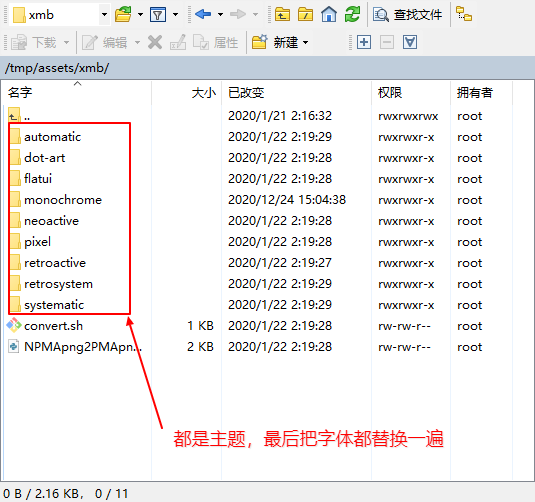 xmb 查找文件
下载 编辑 属性 新建
/tmp/assets/xmb/
名字 大小 已改变 权限 拥有者
.. 2020/1/21 2:16:32 rwxrwxrwx root
automatic 2020/1/22 2:19:29 rwxrwxr-x root
dot-art 2020/1/22 2:19:28 rwxrwxr-x root
flatui 2020/1/22 2:19:28 rwxrwxr-x root
monochrome 2020/12/24 15:04:38 rwxrwxr-x root
neoactive 2020/1/22 2:19:28 rwxrwxr-x root
pixel 2020/1/22 2:19:28 rwxrwxr-x root
retroactive 2020/1/22 2:19:27 rwxrwxr-x root
retrosystem 2020/1/22 2:19:28 rwxrwxr-x root
systematic 2020/1/22 2:19:28 rwxrwxr-x root
convert.sh 1 KB 2020/1/22 2:19:28 rw-rw-r-- root
NPMApng2PMApn... 2 KB 2020/1/22 2:19:28 rw-rw-r-- root
都是主题，最后把字体都替换一遍
0 B / 2.16 KB， 0 / 11